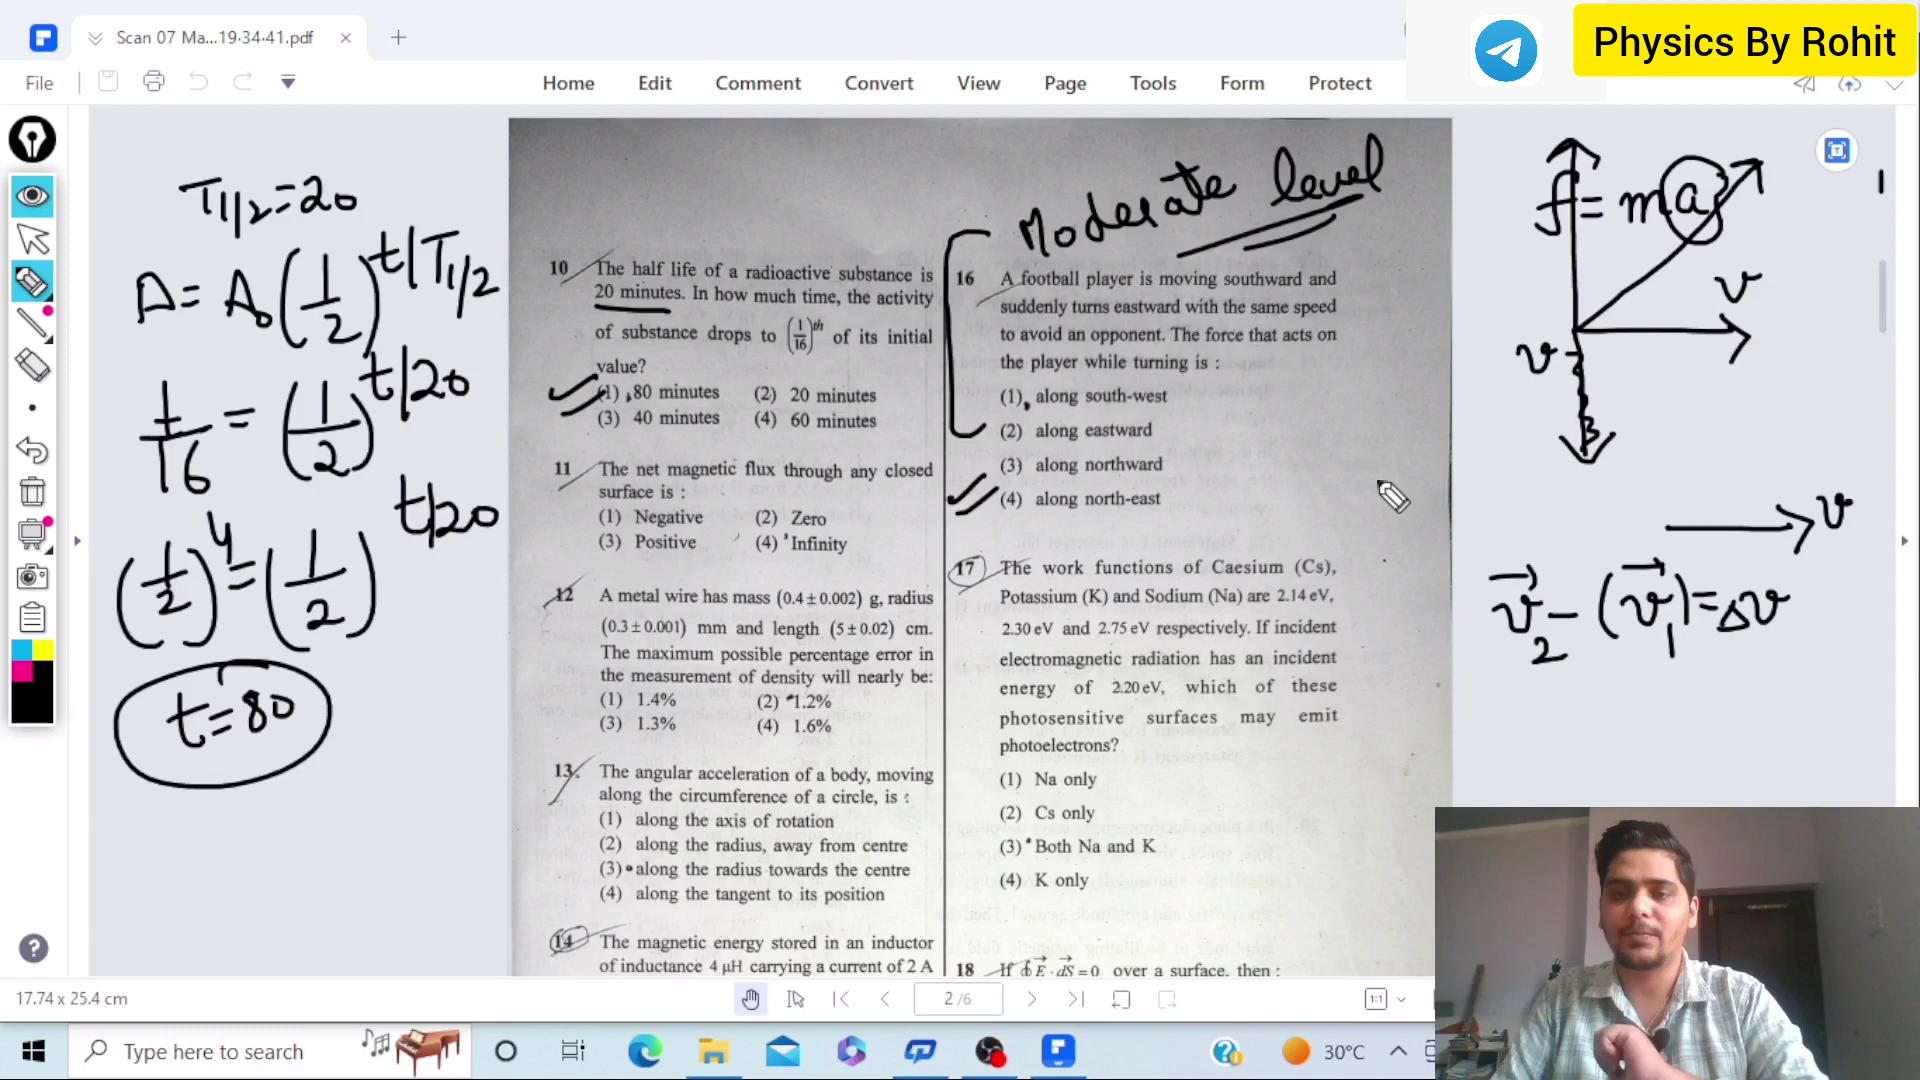 Scan 07 Ma...19·34·41.pdf
Physics By Rohit
File
Home Edit Comment Convert View Page Tools Form Protect
T1/2=20
A= A0(1/2)^t/T1/2
1/16 = (1/2)^t/20
(1/2)^4=(1/2)^t/20
t=80
10 The half life of a radioactive substance is
20 minutes. In how much time, the activity
of substance drops to (1/16)th of its initial
value?
(1) 80 minutes (2) 20 minutes
(3) 40 minutes (4) 60 minutes
11 The net magnetic flux through any closed
surface is :
(1) Negative (2) Zero
(3) Positive (4) Infinity
12 A metal wire has mass (0.4±0.002) g, radius
(0.3±0.001) mm and length (5±0.02) cm.
The maximum possible percentage error in
the measurement of density will nearly be:
(1) 1.4% (2) 1.2%
(3) 1.3% (4) 1.6%
13. The angular acceleration of a body, moving
along the circumference of a circle, is :
(1) along the axis of rotation
(2) along the radius, away from centre
(3) along the radius towards the centre
(4) along the tangent to its position
14 The magnetic energy stored in an inductor
of inductance 4 μH carrying a current of 2 A
Moderate level
16 A football player is moving southward and
suddenly turns eastward with the same speed
to avoid an opponent. The force that acts on
the player while turning is :
(1) along south-west
(2) along eastward
(3) along northward
(4) along north-east
17 The work functions of Caesium (Cs),
Potassium (K) and Sodium (Na) are 2.14 eV,
2.30 eV and 2.75 eV respectively. If incident
electromagnetic radiation has an incident
energy of 2.20 eV, which of these
photosensitive surfaces may emit
photoelectrons?
(1) Na only
(2) Cs only
(3) Both Na and K
(4) K only
18 If ∮E⃗·dS⃗=0 over a surface, then :
f = ma
v
v
v
v⃗2-(v⃗1)=Δv
17.74 x 25.4 cm
2 /6
1:1
Type here to search
30°C